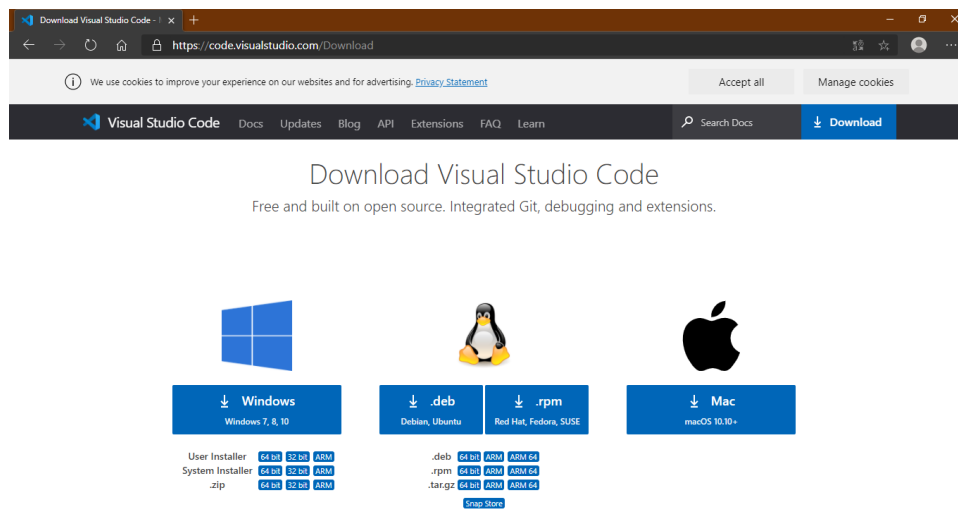 Download Visual Studio Code -
https://code.visualstudio.com/Download
We use cookies to improve your experience on our websites and for advertising. Privacy Statement
Accept all
Manage cookies
Visual Studio Code Docs Updates Blog API Extensions FAQ Learn
Search Docs
Download
Download Visual Studio Code
Free and built on open source. Integrated Git, debugging and extensions.
Windows
Windows 7, 8, 10
.deb
Debian, Ubuntu
.rpm
Red Hat, Fedora, SUSE
Mac
macOS 10.10+
User Installer 64 bit 32 bit ARM
System Installer 64 bit 32 bit ARM
.zip 64 bit 32 bit ARM
.deb 64 bit ARM ARM 64
.rpm 64 bit ARM ARM 64
.tar.gz 64 bit ARM ARM 64
Snap Store